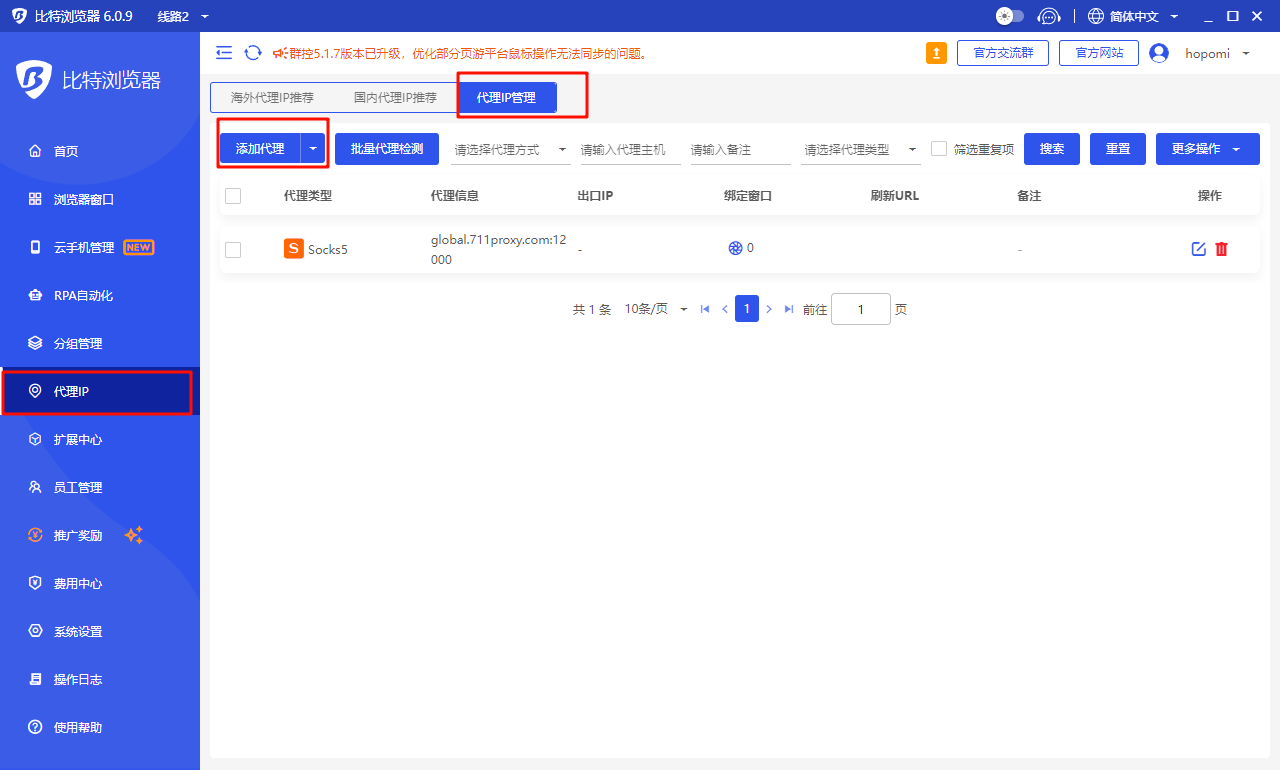 比特浏览器 6.0.9
线路2
简体中文
比特浏览器
首页
浏览器窗口
云手机管理 NEW
RPA自动化
分组管理
代理IP
扩展中心
员工管理
推广奖励
费用中心
系统设置
操作日志
使用帮助
群控5.1.7版本已升级，优化部分页游平台鼠标操作无法同步的问题。
官方交流群
官方网站
hopomi
海外代理IP推荐
国内代理IP推荐
代理IP管理
添加代理
批量代理检测
请选择代理方式
请输入代理主机
请输入备注
请选择代理类型
筛选重复项
搜索
重置
更多操作
代理类型
代理信息
出口IP
绑定窗口
刷新URL
备注
操作
S Socks5
global.711proxy.com:12
000
-
0
-
共 1 条
10条/页
1
前往 1 页